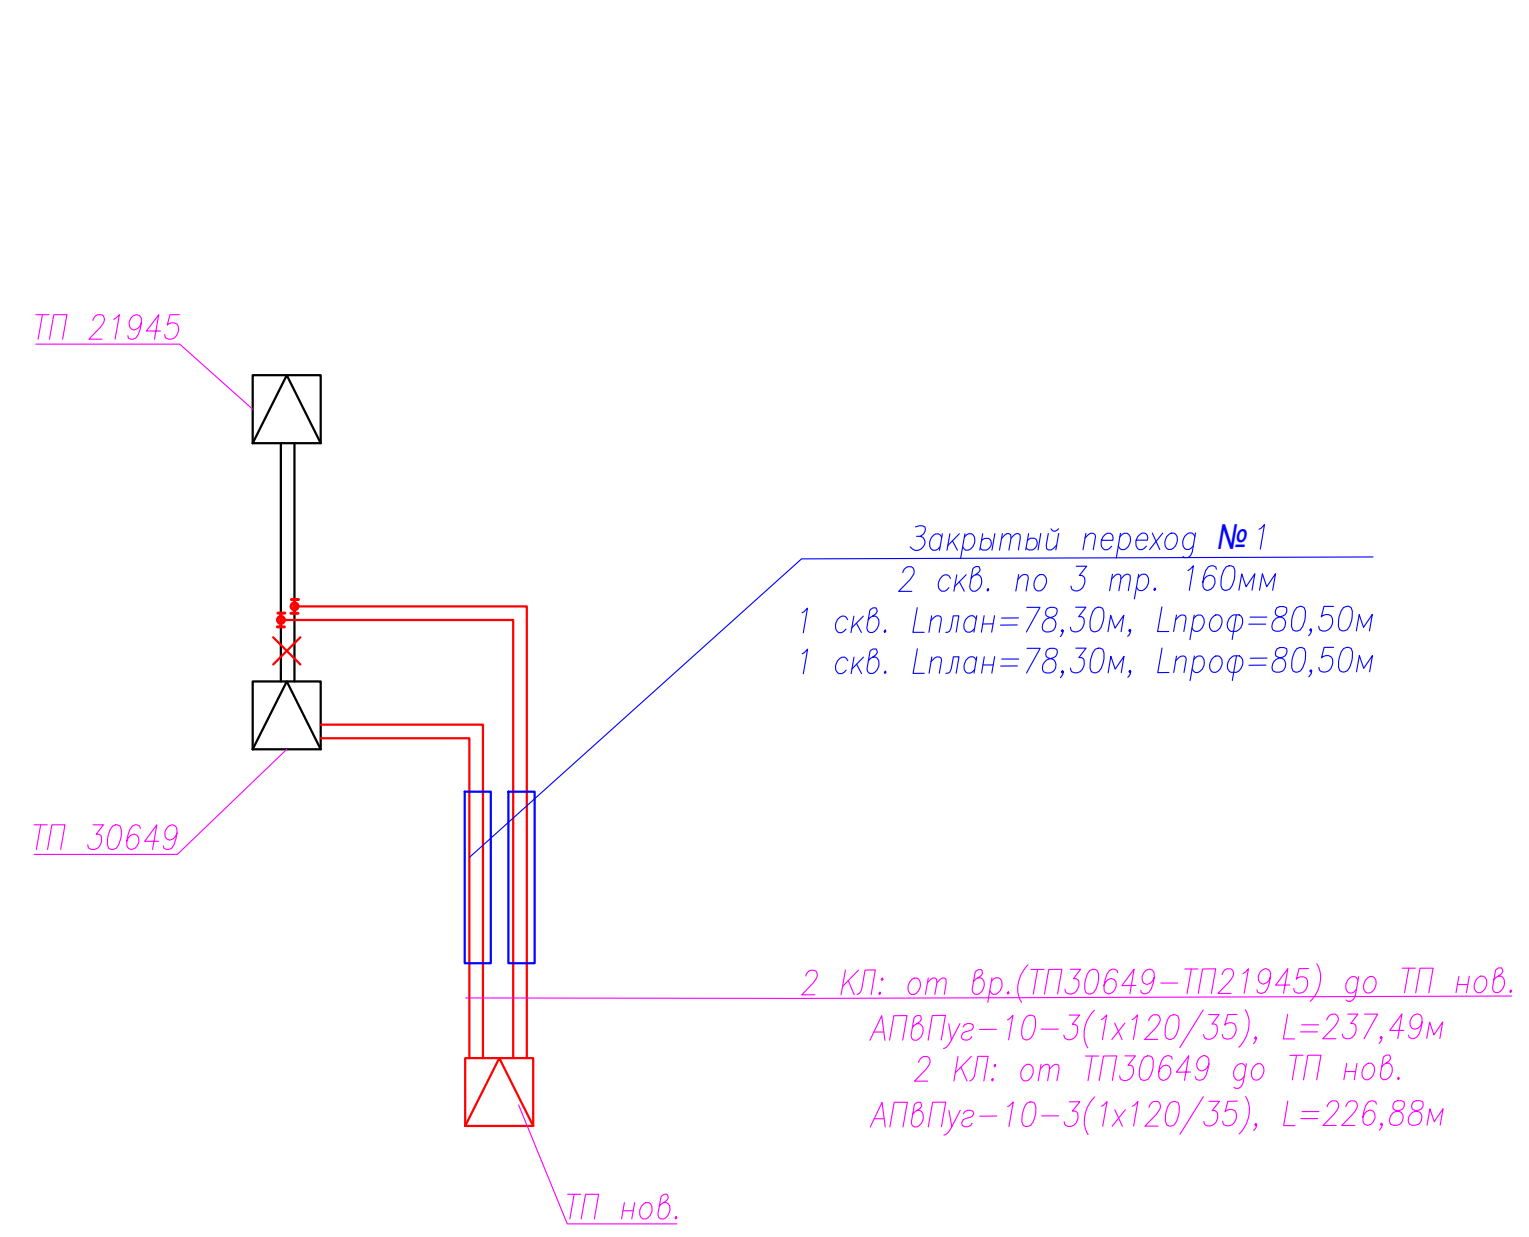 ТП 21945
Закрытый переход №1
2 скв. по 3 тр. 160мм
1 скв. Lплан=78,30м, Lпроф=80,50м
1 скв. Lплан=78,30м, Lпроф=80,50м
ТП 30649
2 КЛ: от вр.(ТП30649-ТП21945) до ТП нов.
АПвПуг-10-3(1х120/35), L=237,49м
2 КЛ: от ТП30649 до ТП нов.
АПвПуг-10-3(1х120/35), L=226,88м
ТП нов.